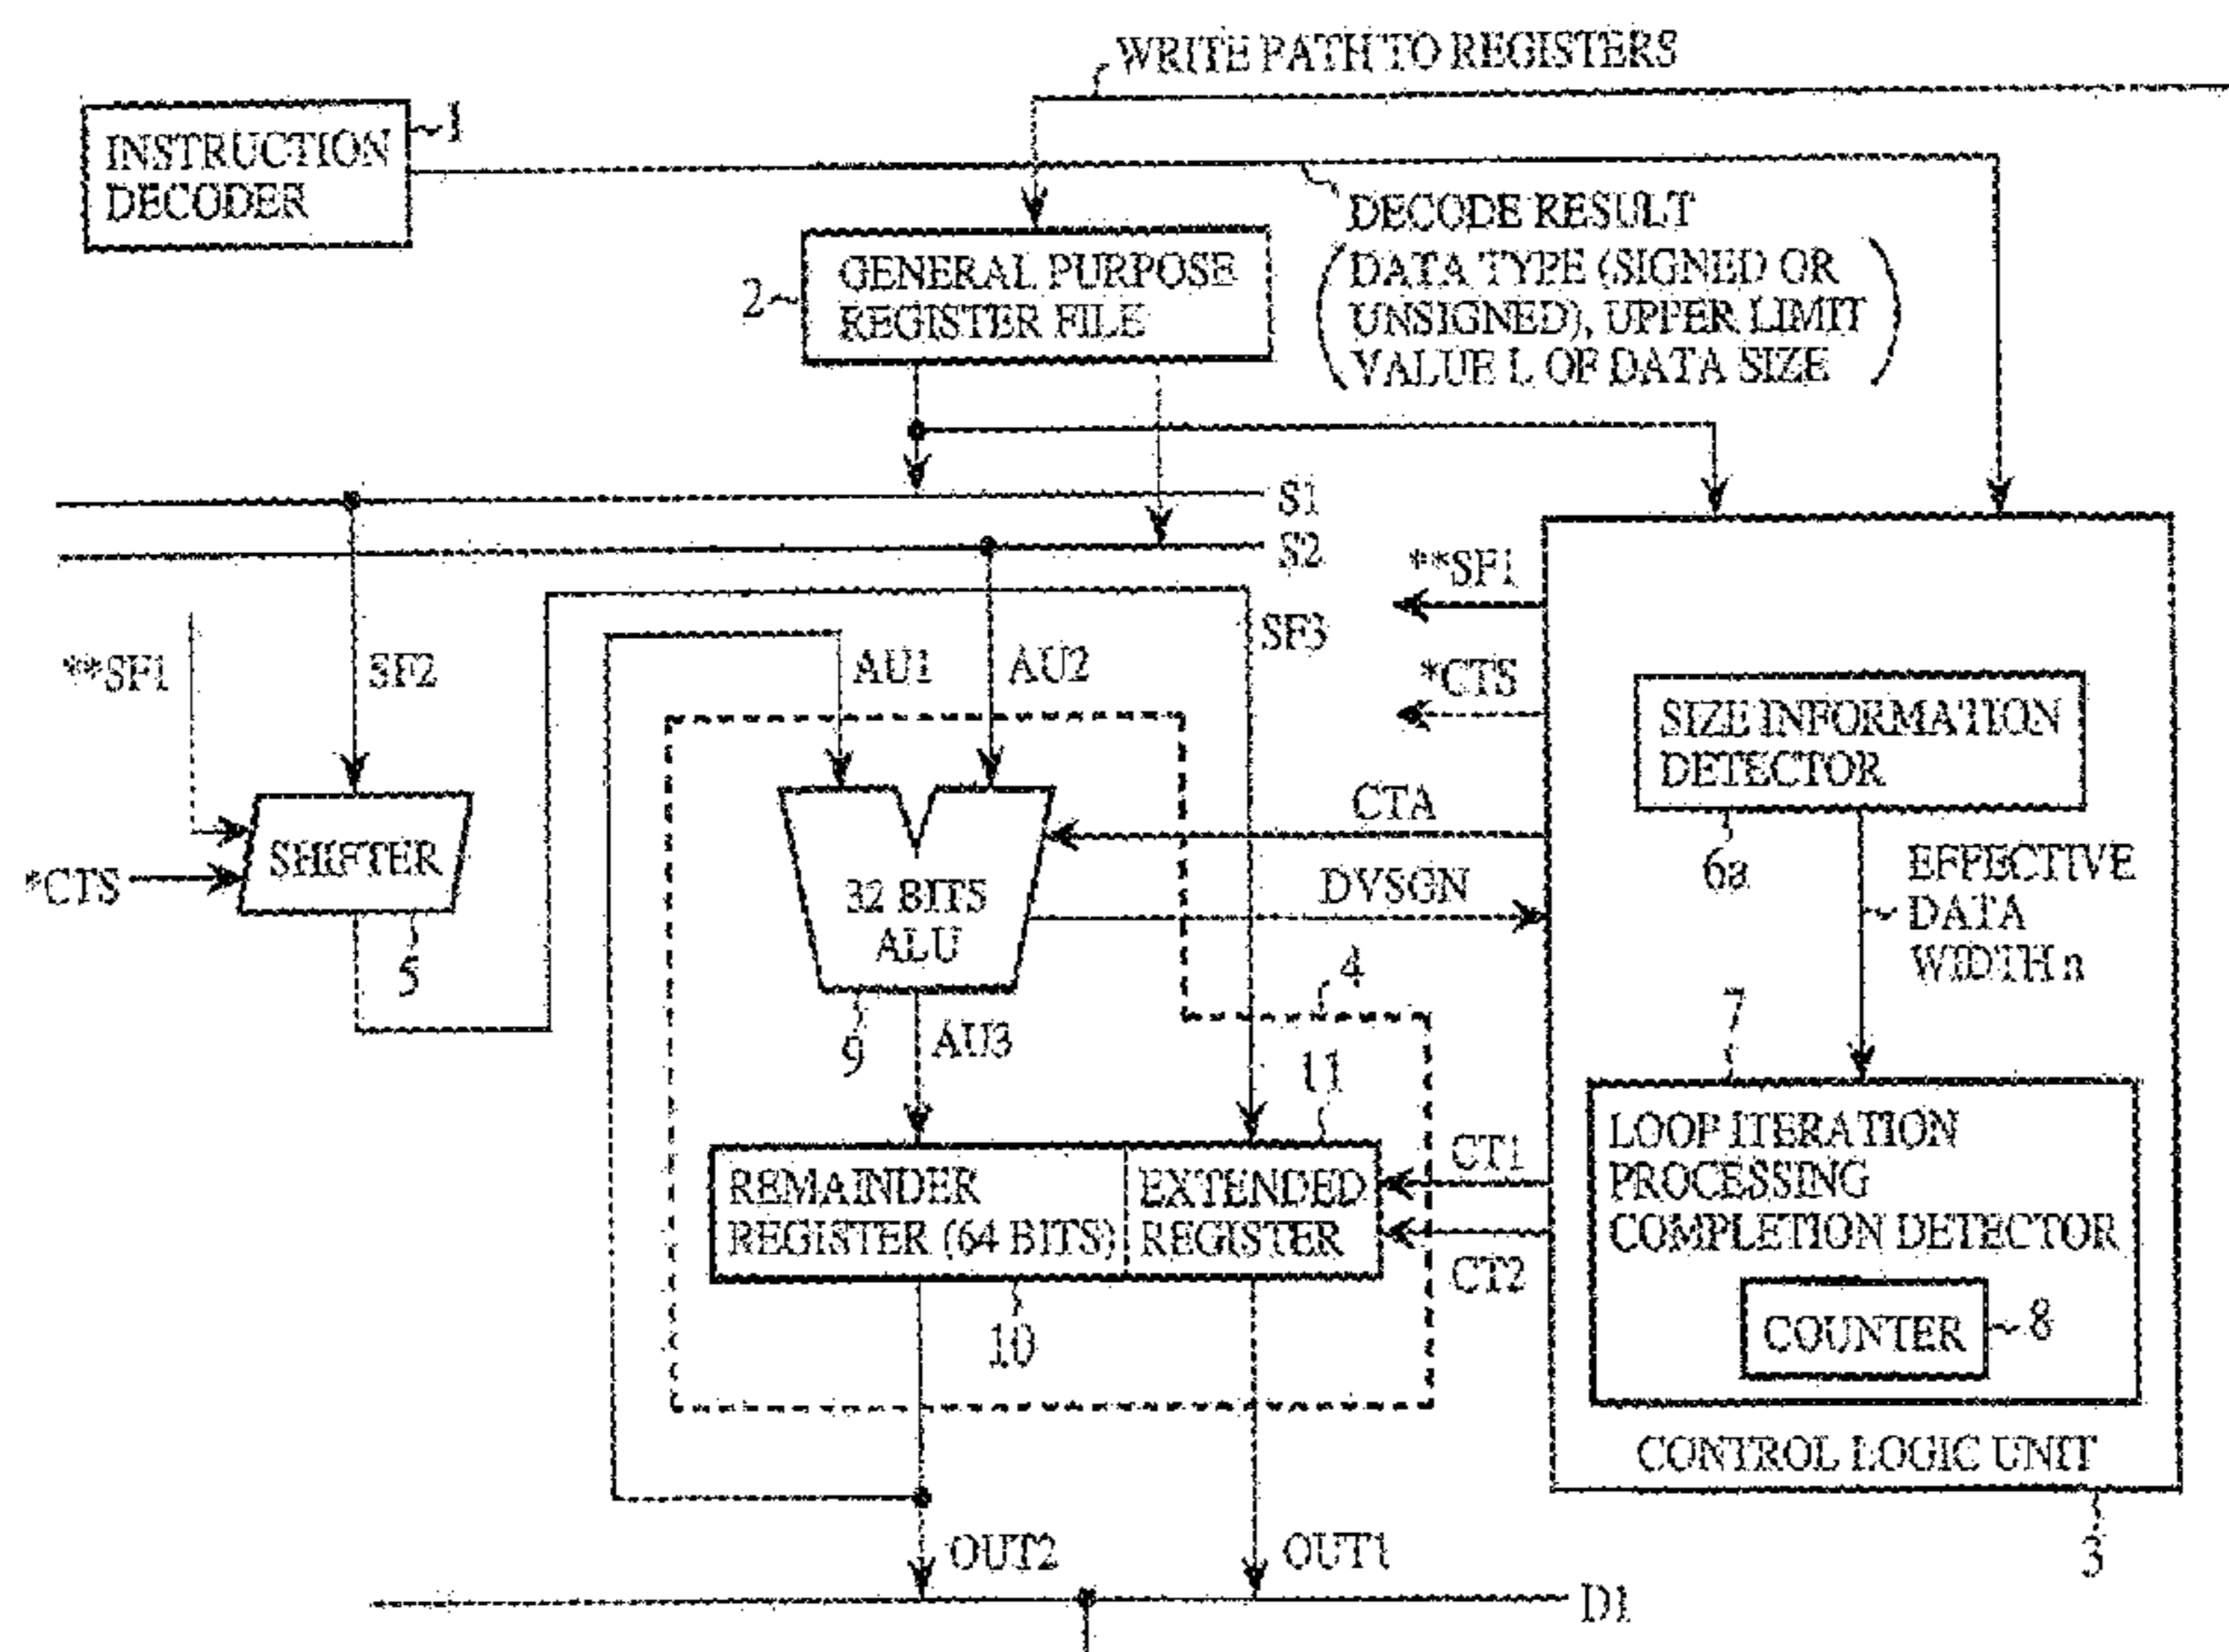 WRITE PATH TO REGISTERS
INSTRUCTION
DECODER
1
DECODE RESULT
DATA TYPE (SIGNED OR
UNSIGNED), UPPER LIMIT
VALUE L OF DATA SIZE
2
GENERAL PURPOSE
REGISTER FILE
S1
S2
**SF1
SF2
AU1
AU2
SF3
**SF1
*CTS
SIZE INFORMATION
DETECTOR
6a
CTA
SHIFTER
*CTS
5
32 BITS
ALU
9
DVSGN
EFFECTIVE
DATA
WIDTH n
4
AU3
11
7
REMAINDER
REGISTER (64 BITS)
EXTENDED
REGISTER
CT1
CT2
10
LOOP ITERATION
PROCESSING
COMPLETION DETECTOR
COUNTER
8
CONTROL LOGIC UNIT
3
OUT2
OUT1
D1